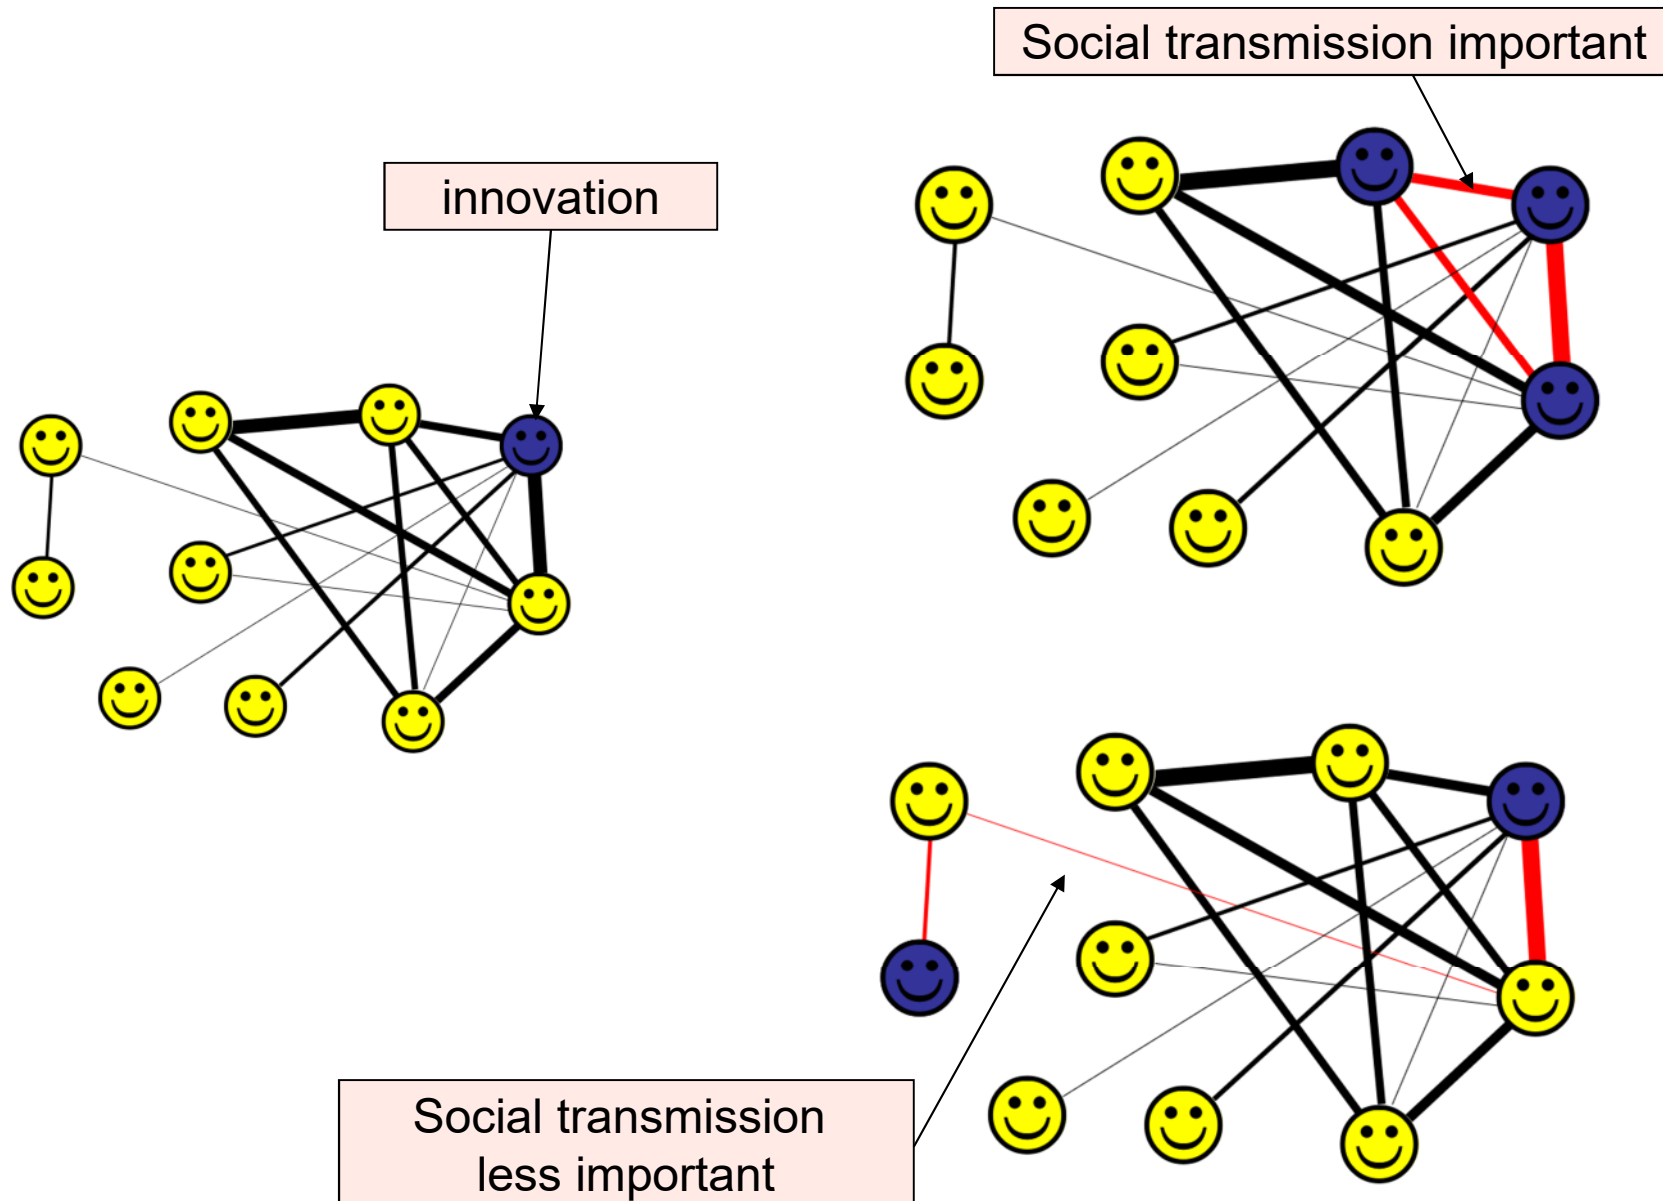 Social transmission important
innovation
Social transmission
less important